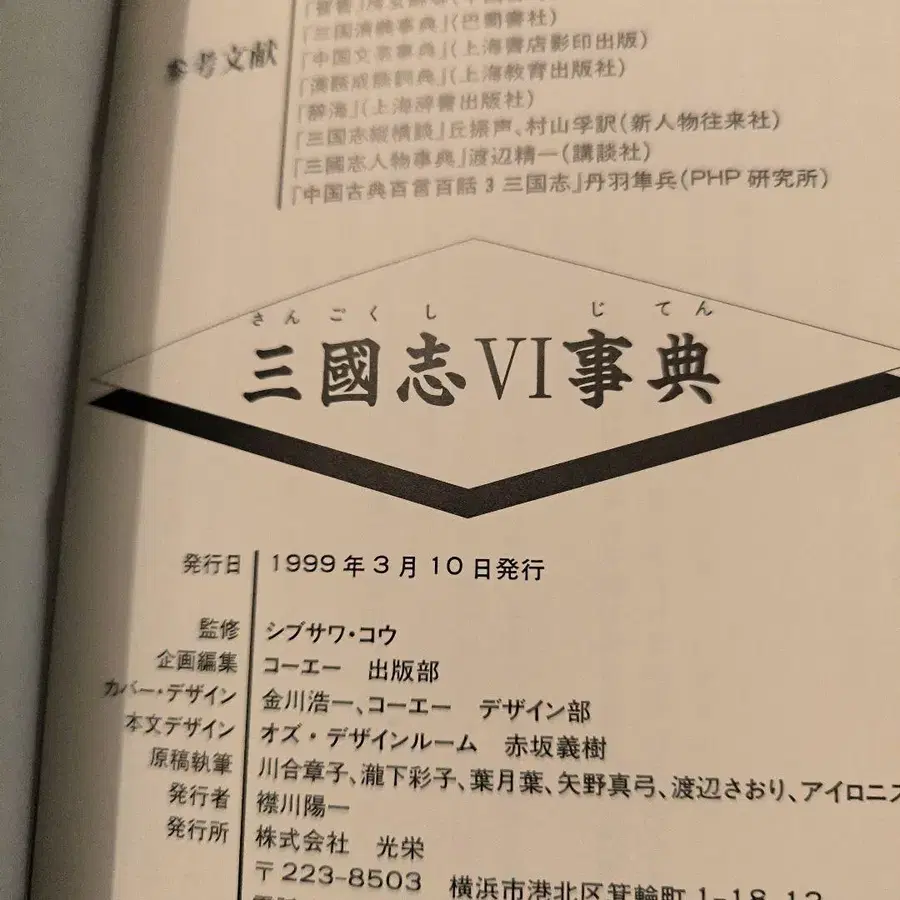 参考文献
「三国演義事典」(巴蜀書社)
「中国文芸事典」(上海書店影印出版)
「漢語成語詞典」(上海教育出版社)
「辞海」(上海辞書出版社)
「三国志縦横談」丘振声、村山孚訳(新人物往来社)
「三國志人物事典」渡辺精一(講談社)
「中国古典百言百話 3 三国志」丹羽隼兵(PHP 研究所)
さんごくし じてん
三國志VI事典
発行日 1999年3月10日発行
監修 シブサワ・コウ
企画編集 コーエー 出版部
カバー・デザイン 金川浩一、コーエー デザイン部
本文デザイン オズ・デザインルーム 赤坂義樹
原稿執筆 川合章子、瀧下彩子、葉月葉、矢野真弓、渡辺さおり、アイロニス
発行者 襟川陽一
発行所 株式会社 光栄
〒223-8503 横浜市港北区箕輪町1-18-12